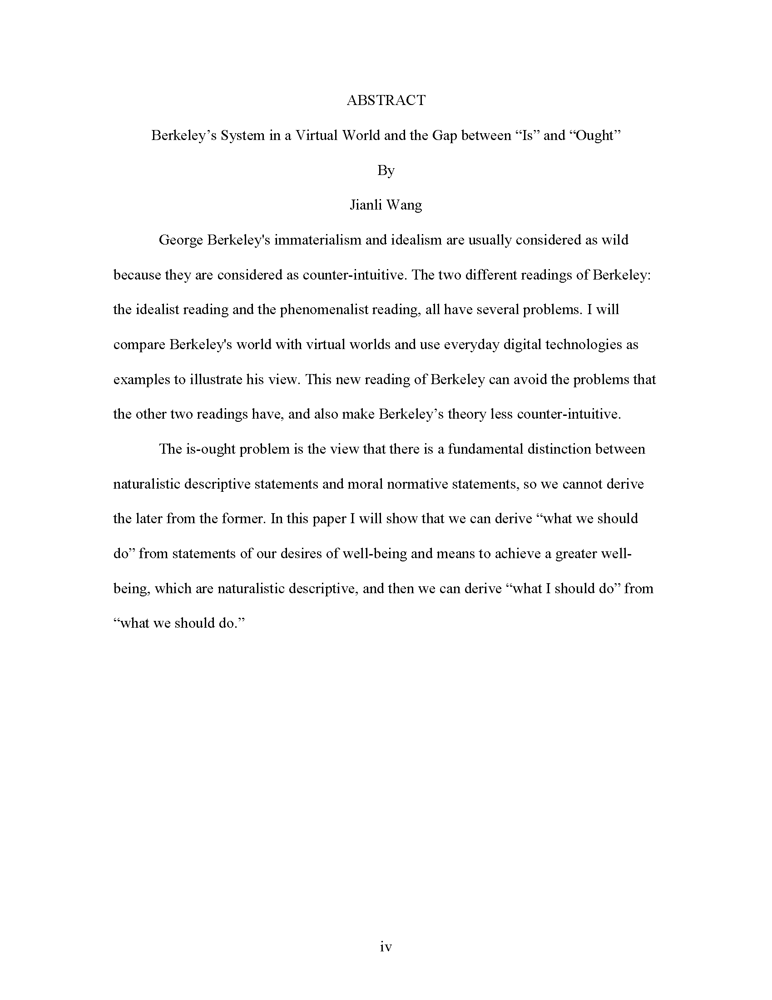 ABSTRACT
Berkeley’s System in a Virtual World and the Gap between “Is” and “Ought”
By
Jianli Wang
George Berkeley's immaterialism and idealism are usually considered as wild
because they are considered as counter-intuitive. The two different readings of Berkeley:
the idealist reading and the phenomenalist reading, all have several problems. I will
compare Berkeley's world with virtual worlds and use everyday digital technologies as
examples to illustrate his view. This new reading of Berkeley can avoid the problems that
the other two readings have, and also make Berkeley’s theory less counter-intuitive.
The is-ought problem is the view that there is a fundamental distinction between
naturalistic descriptive statements and moral normative statements, so we cannot derive
the later from the former. In this paper I will show that we can derive “what we should
do” from statements of our desires of well-being and means to achieve a greater well-
being, which are naturalistic descriptive, and then we can derive “what I should do” from
“what we should do.”
iv